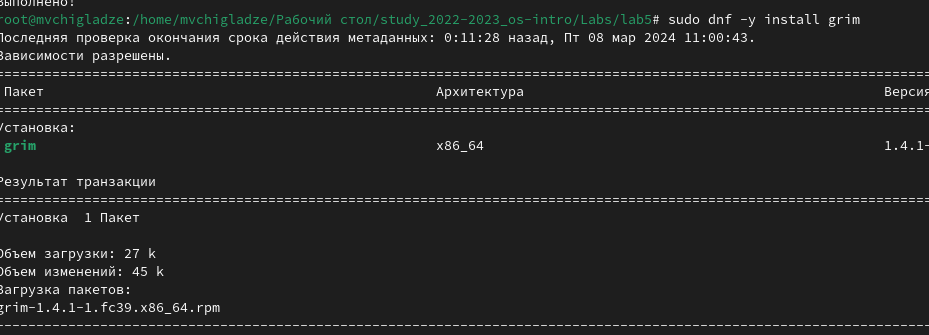 Выполнено!
root@mvchigladze:/home/mvchigladze/Рабочий стол/study_2022-2023_os-intro/Labs/lab5# sudo dnf -y install grim
Последняя проверка окончания срока действия метаданных: 0:11:28 назад, Пт 08 мар 2024 11:00:43.
Зависимости разрешены.
================================================================================
Пакет Архитектура Версия
================================================================================
Установка:
grim x86_64 1.4.1-
Результат транзакции
================================================================================
Установка 1 Пакет
Объем загрузки: 27 k
Объем изменений: 45 k
Загрузка пакетов:
grim-1.4.1-1.fc39.x86_64.rpm
--------------------------------------------------------------------------------